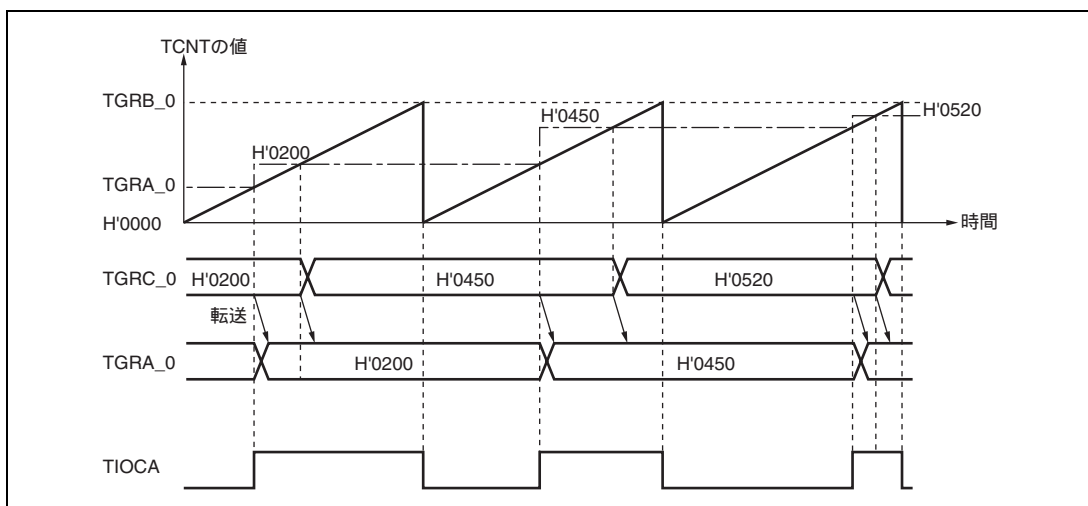 TCNTの値
TGRB_0
H'0450
H'0520
H'0200
TGRA_0
H'0000
時間
TGRC_0
H'0200
H'0450
H'0520
転送
TGRA_0
H'0200
H'0450
TIOCA